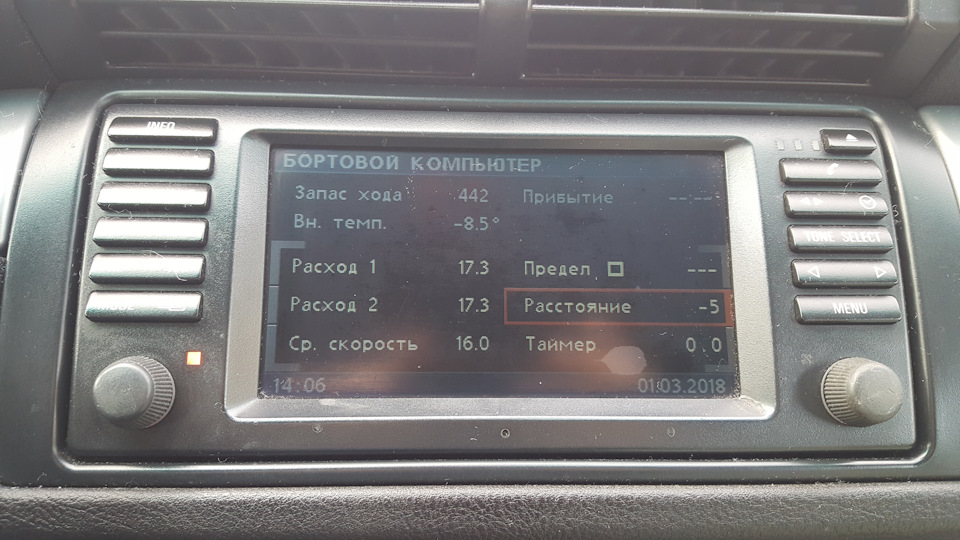 INFO
БОРТОВОЙ КОМПЬЮТЕР
Запас хода 442 Прибытие --:--
Вн. темп. -8.5°
Расход 1 17.3 Предел ---
Расход 2 17.3 Расстояние -5
Ср. скорость 16.0 Таймер 0.0
14:06 01.03.2018
TONE SELECT
MENU